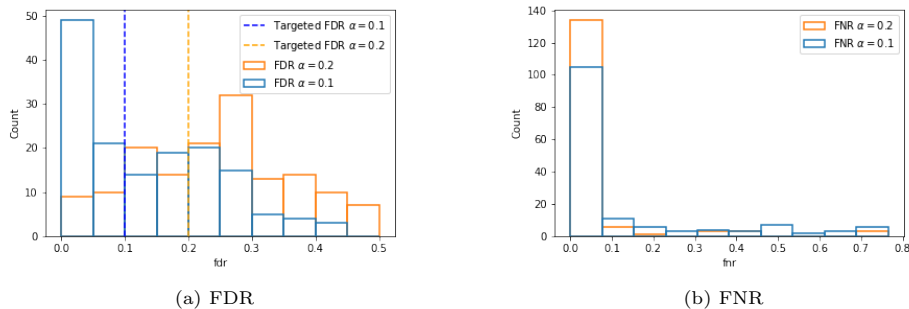 50
40
30
20
10
0
Count
0.0 0.1 0.2 0.3 0.4 0.5
fdr
Targeted FDR α = 0.1
Targeted FDR α = 0.2
FDR α = 0.2
FDR α = 0.1
(a) FDR
140
120
100
80
60
40
20
0
Count
0.0 0.1 0.2 0.3 0.4 0.5 0.6 0.7 0.8
fnr
FNR α = 0.2
FNR α = 0.1
(b) FNR